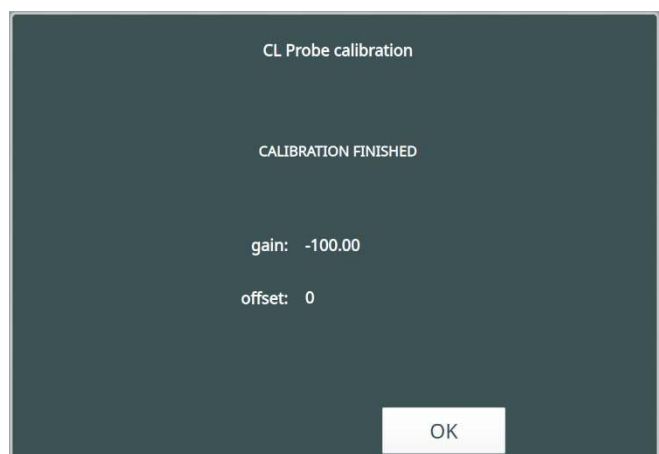 CL Probe calibration
CALIBRATION FINISHED
gain: -100.00
offset: 0
OK